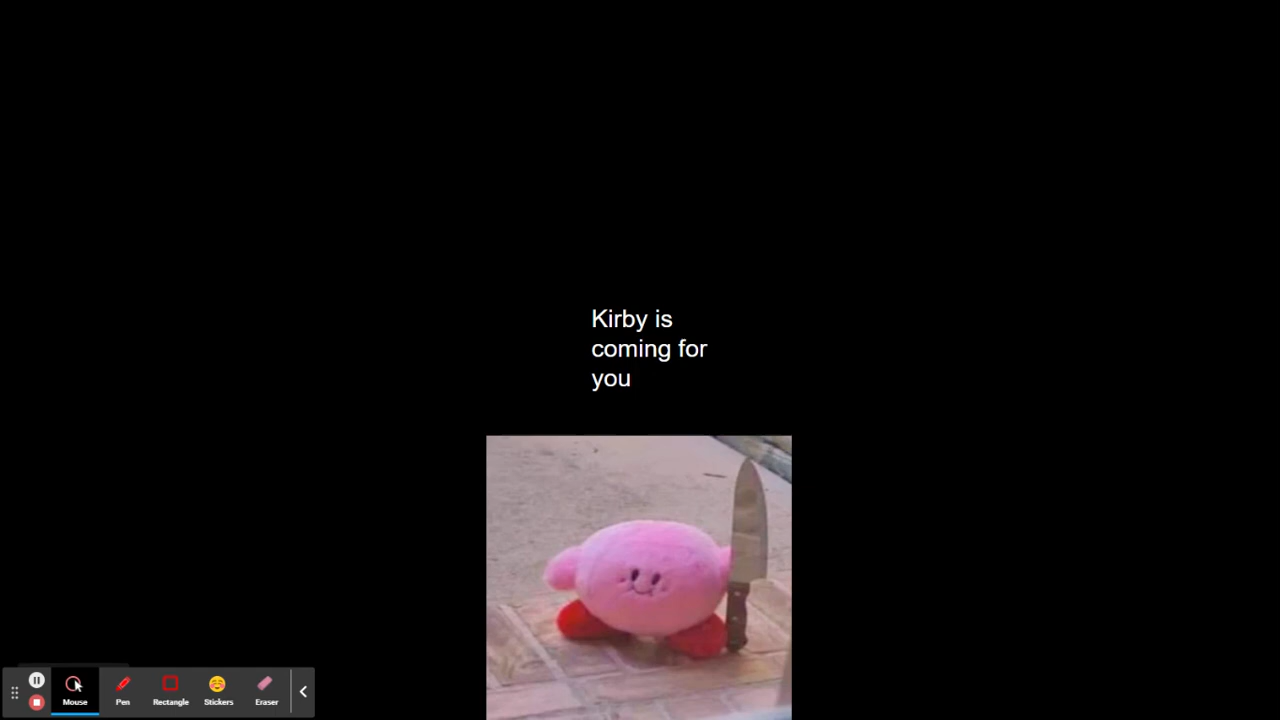 Kirby is
coming for
you
Mouse
Pen
Rectangle
Stickers
Eraser